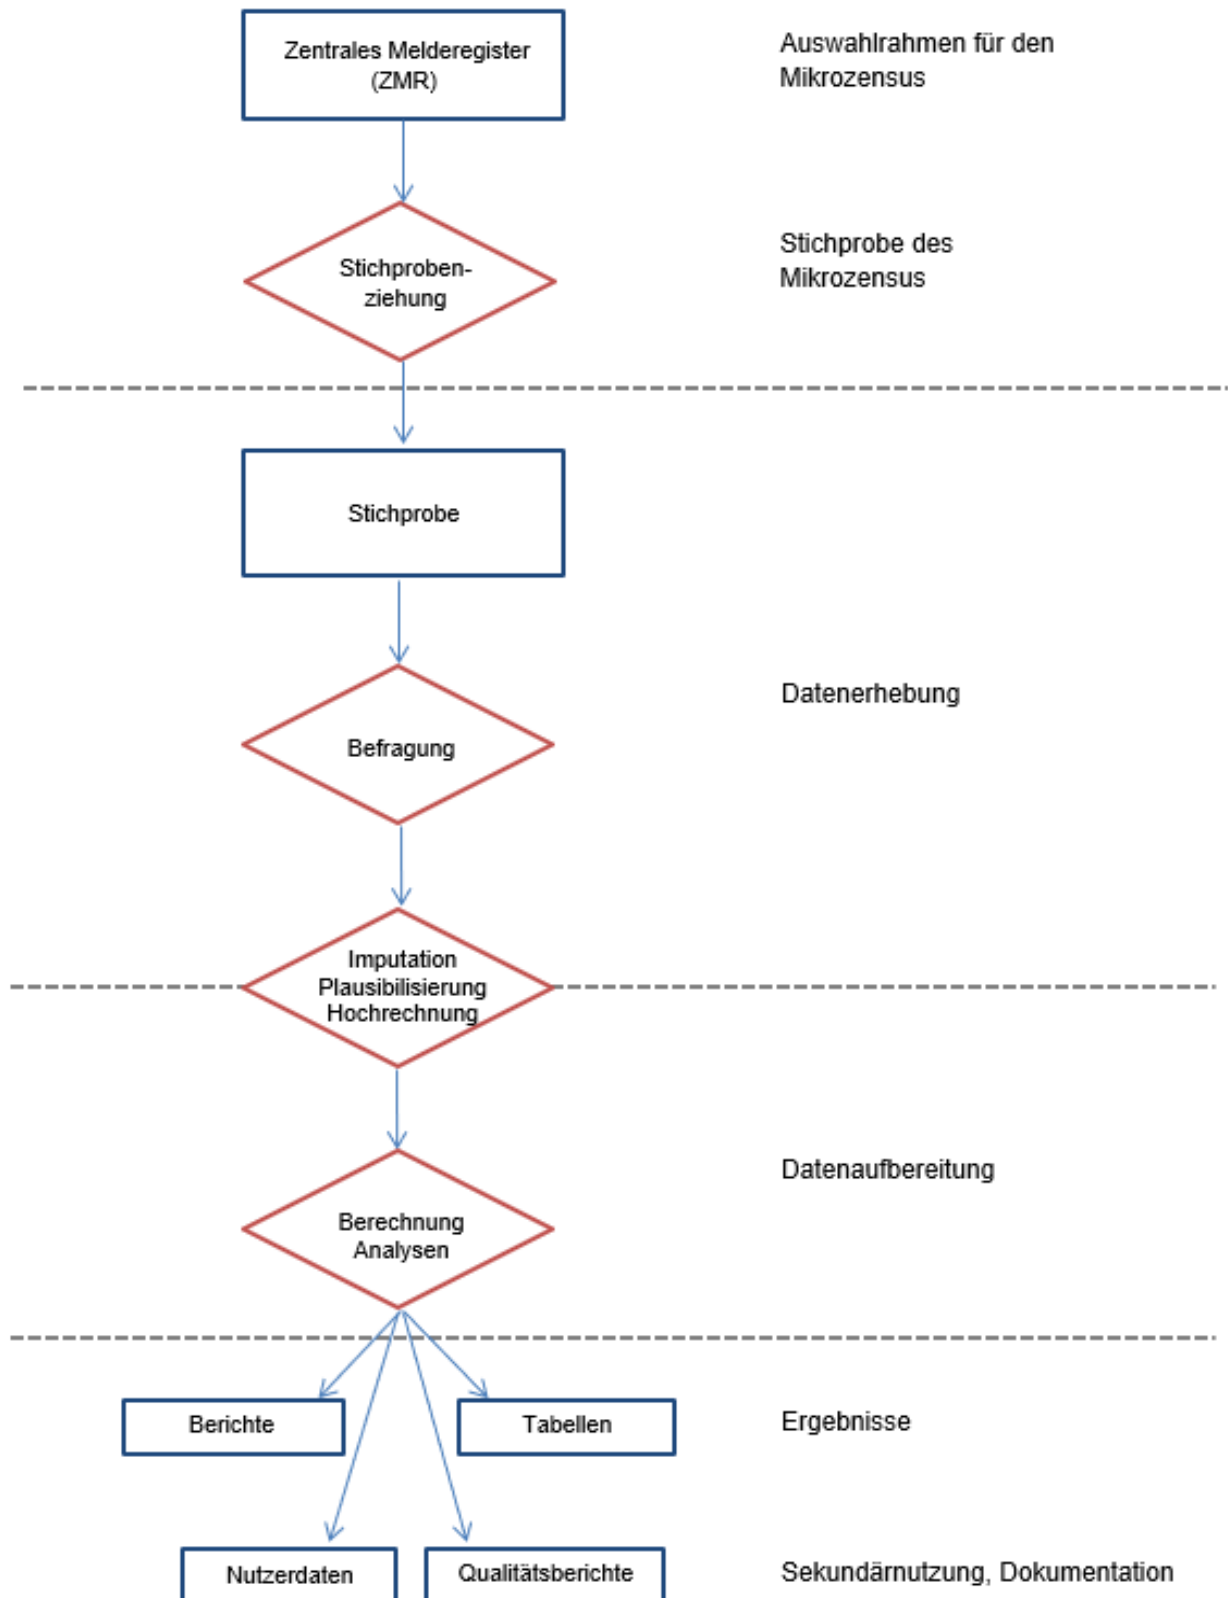 Zentrales Melderegister
(ZMR)
Auswahlrahmen für den
Mikrozensus
Stichproben-
ziehung
Stichprobe des
Mikrozensus
Stichprobe
Befragung
Datenerhebung
Imputation
Plausibilisierung
Hochrechnung
Berechnung
Analysen
Datenaufbereitung
Berichte
Tabellen
Ergebnisse
Nutzerdaten
Qualitätsberichte
Sekundärnutzung, Dokumentation